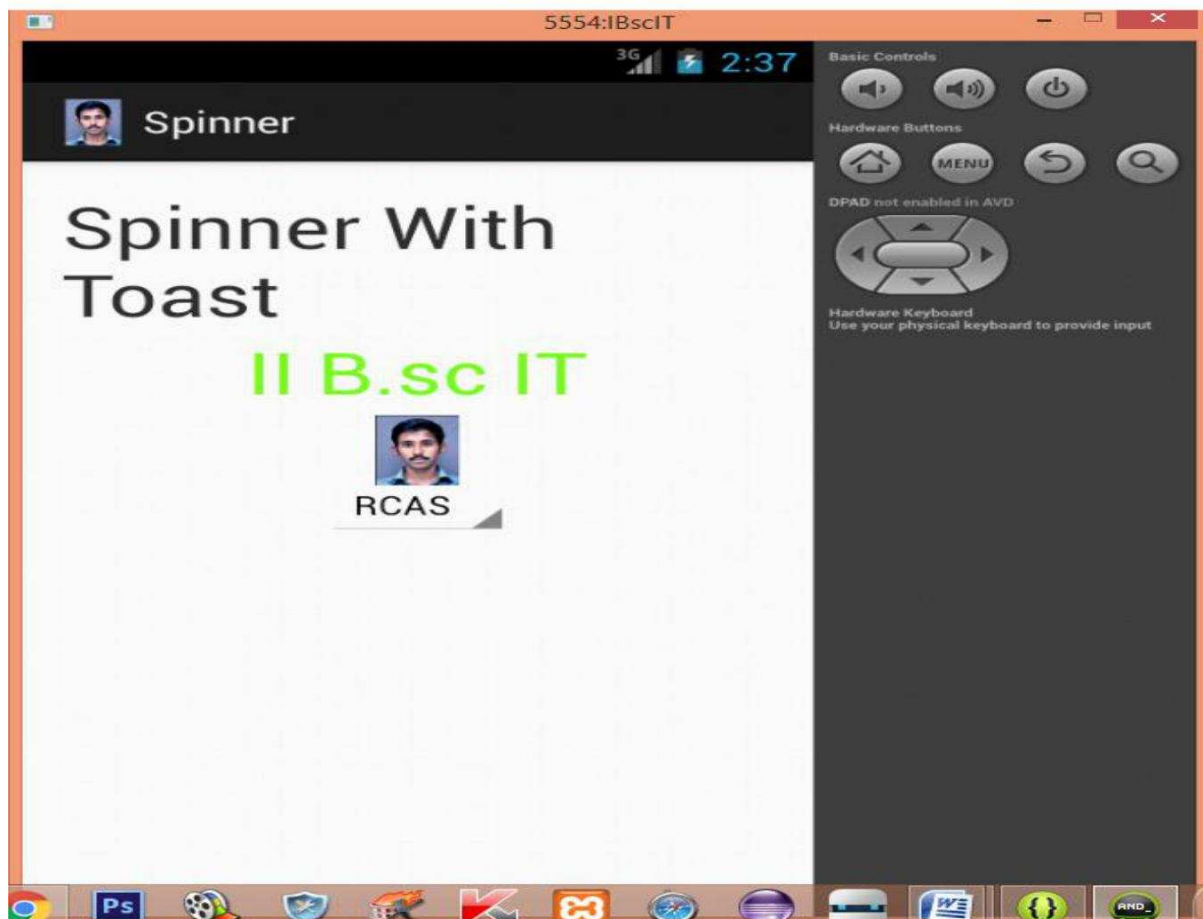 5554:IBscIT
3G 2:37
Spinner
Spinner With
Toast
II B.sc IT
RCAS
Basic Controls
Hardware Buttons
MENU
DPAD not enabled in AVD
Hardware Keyboard
Use your physical keyboard to provide input
Ps
AND_